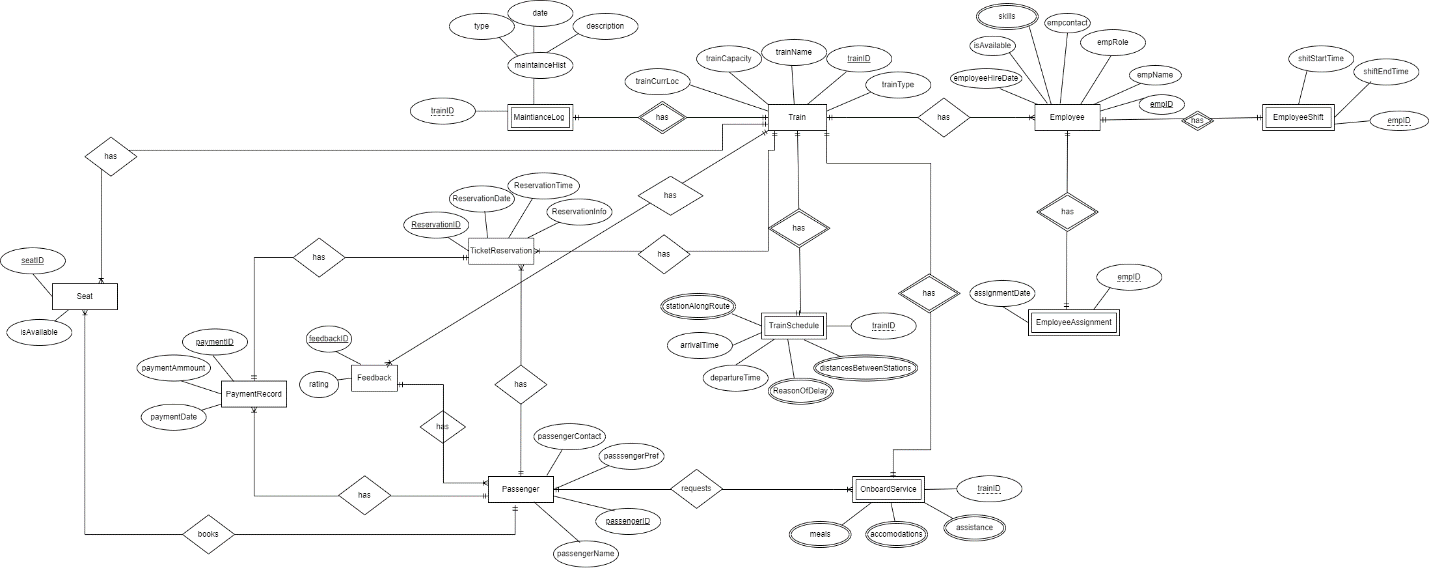 date
skills
empcontact
type
description
empRole
isAvailable
trainName
trainCapacity
trainID
shitStartTime
maintainceHist
shiftEndTime
employeeHireDate
empName
trainCurrLoc
trainType
empID
trainID
MaintianceLog
has
Train
has
Employee
has
EmployeeShift
empID
has
ReservationTime
ReservationDate
has
ReservationInfo
has
ReservationID
has
TicketReservation
has
has
seatID
empID
has
assignmentDate
Seat
stationAlongRoute
TrainSchedule
trainID
EmployeeAssignment
isAvailable
paymentID
feedbackID
arrivalTime
paymentAmmount
distancesBetweenStations
Feedback
departureTime
rating
has
ReasonOfDelay
PaymentRecord
paymentDate
has
passengerContact
passsengerPref
has
Passenger
requests
OnboardService
trainID
passengerID
books
meals
accomodations
assistance
passengerName